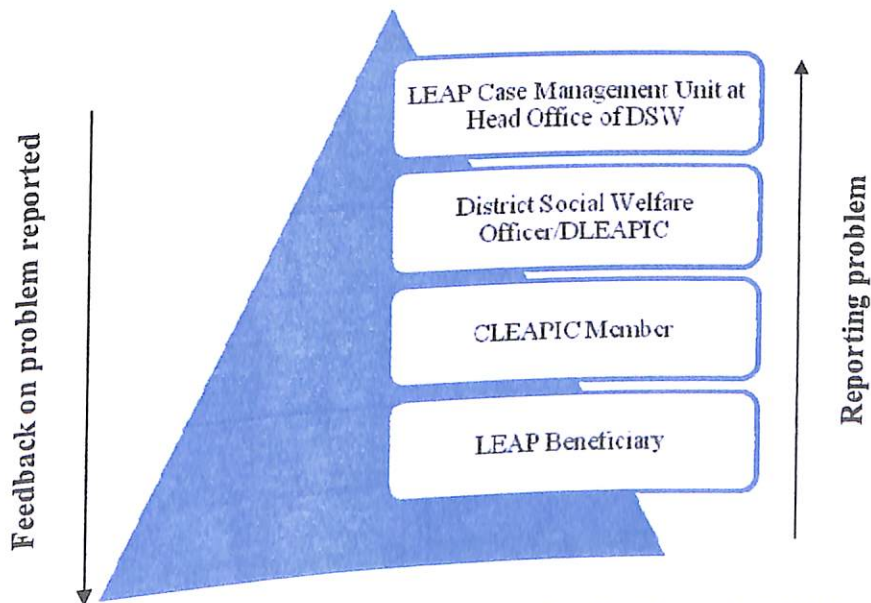 Feedback on problem reported
LEAP Case Management Unit at
Head Office of DSW
District Social Welfare
Officer/DLEAPIC
CLEAPIC Member
LEAP Beneficiary
Reporting problem